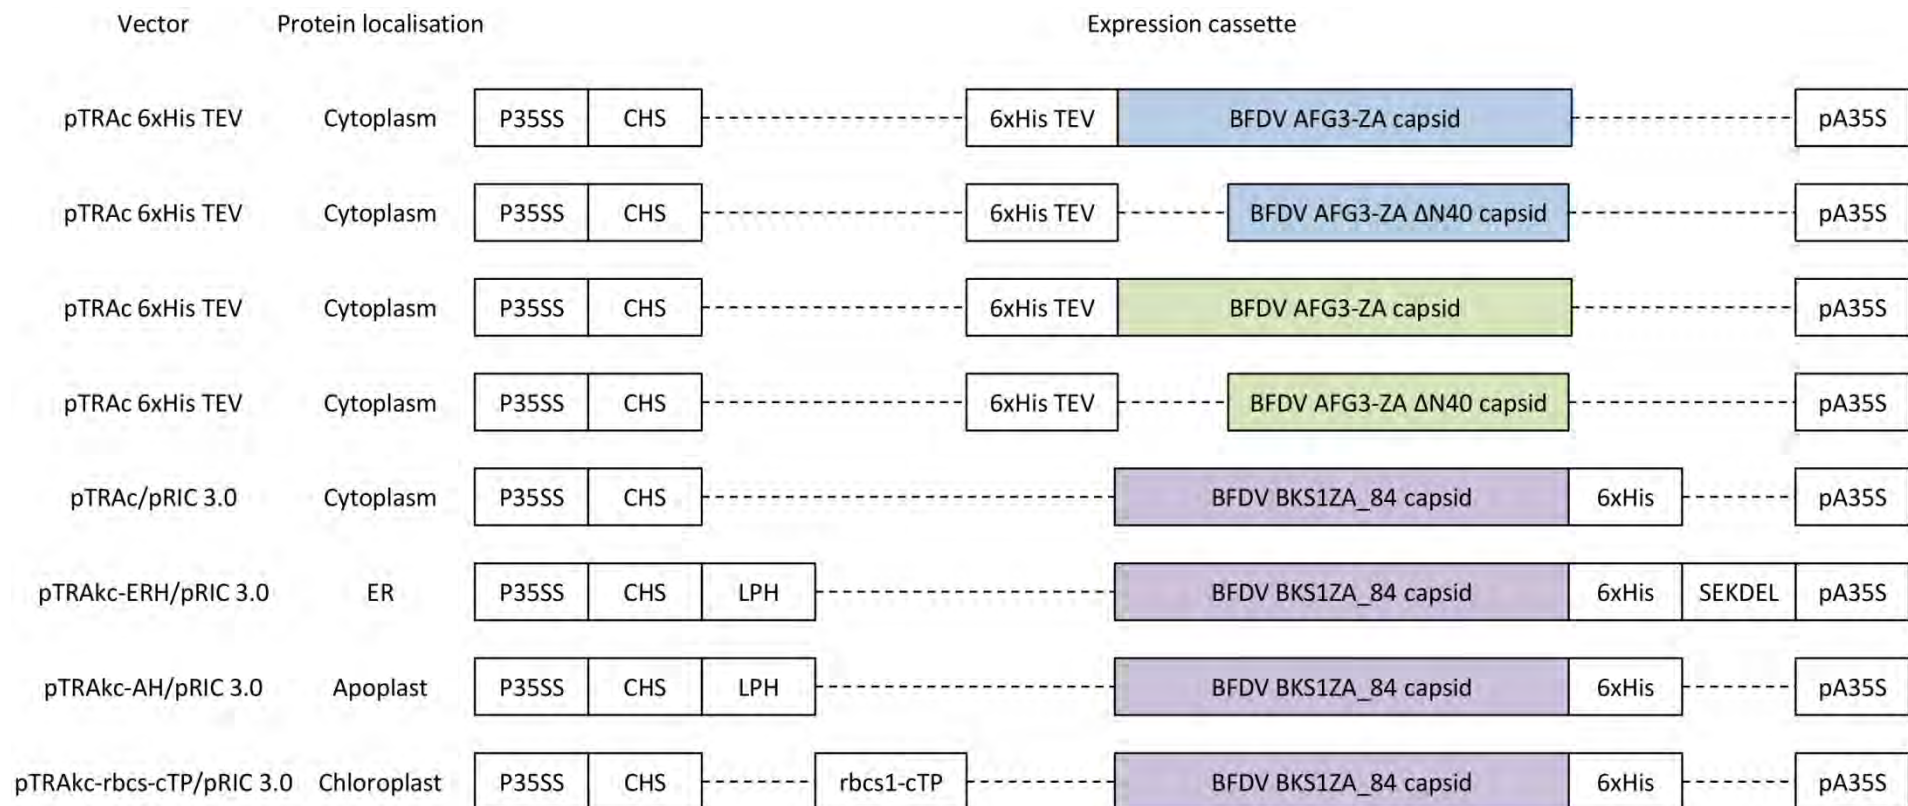 Vector Protein localisation Expression cassette
pTRAc 6xHis TEV Cytoplasm P35SS CHS 6xHis TEV BFDV AFG3-ZA capsid pA35S
pTRAc 6xHis TEV Cytoplasm P35SS CHS 6xHis TEV BFDV AFG3-ZA ΔN40 capsid pA35S
pTRAc 6xHis TEV Cytoplasm P35SS CHS 6xHis TEV BFDV AFG3-ZA capsid pA35S
pTRAc 6xHis TEV Cytoplasm P35SS CHS 6xHis TEV BFDV AFG3-ZA ΔN40 capsid pA35S
pTRAc/pRIC 3.0 Cytoplasm P35SS CHS BFDV BKS1ZA_84 capsid 6xHis pA35S
pTRAkc-ERH/pRIC 3.0 ER P35SS CHS LPH BFDV BKS1ZA_84 capsid 6xHis SEKDEL pA35S
pTRAkc-AH/pRIC 3.0 Apoplast P35SS CHS LPH BFDV BKS1ZA_84 capsid 6xHis pA35S
pTRAkc-rbcs-cTP/pRIC 3.0 Chloroplast P35SS CHS rbcs1-cTP BFDV BKS1ZA_84 capsid 6xHis pA35S